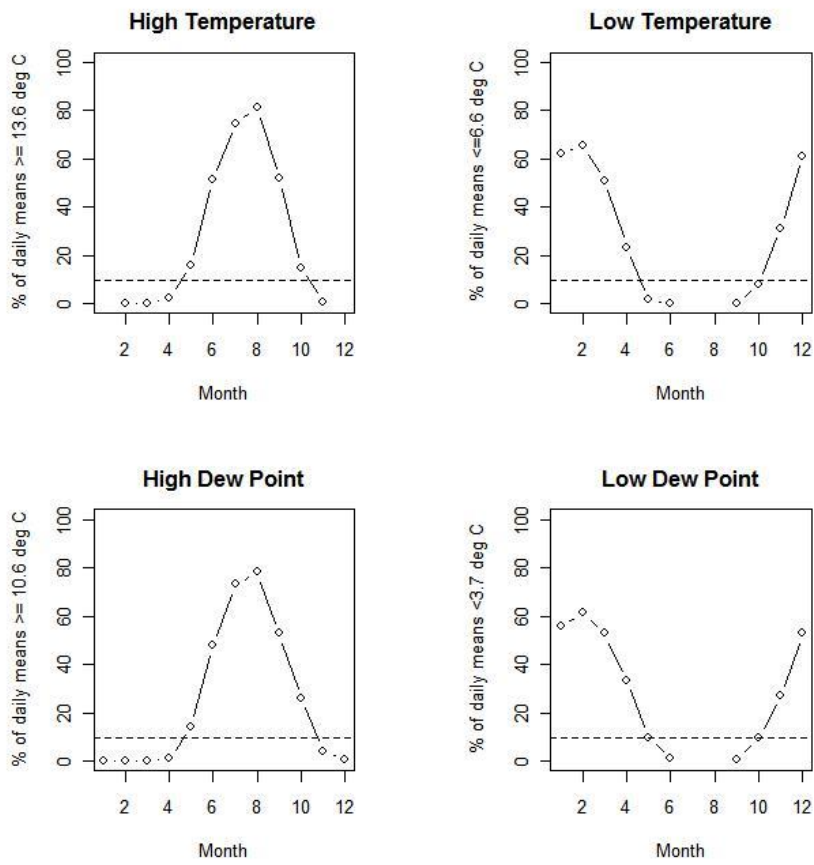 High Temperature
% of daily means >= 13.6 deg C
100
80
60
40
20
0
2 4 6 8 10 12
Month
Low Temperature
% of daily means <=6.6 deg C
100
80
60
40
20
0
2 4 6 8 10 12
Month
High Dew Point
% of daily means >= 10.6 deg C
100
80
60
40
20
0
2 4 6 8 10 12
Month
Low Dew Point
% of daily means <3.7 deg C
100
80
60
40
20
0
2 4 6 8 10 12
Month